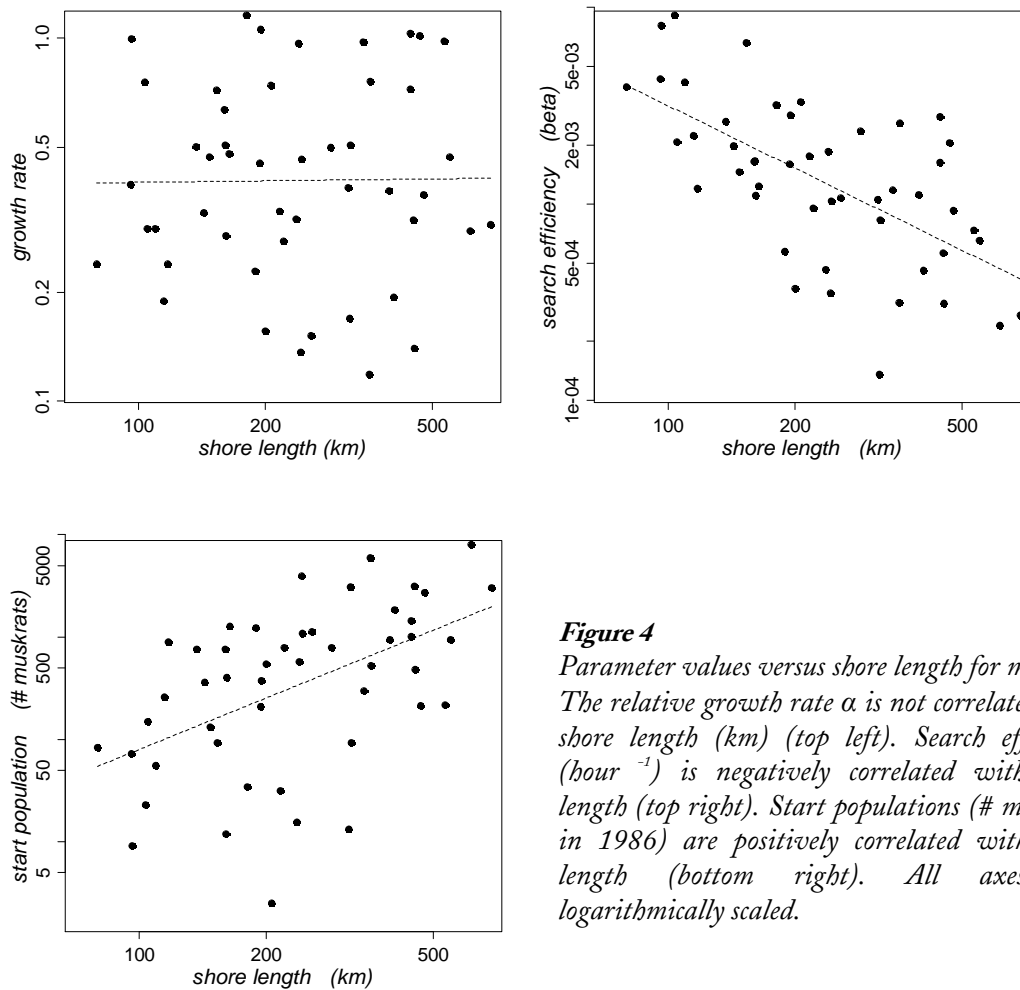 growth rate
1.0
0.5
0.2
0.1
100
200
500
shore length (km)
search efficiency (beta)
5e-03
2e-03
5e-04
1e-04
100
200
500
shore length (km)
start population (# muskrats)
5000
500
50
5
100
200
500
shore length (km)
Figure 4
Parameter values versus shore length for
The relative growth rate α is not
shore length (km) (top left). Search
(hour ⁻¹) is negatively correlated with
length (top right). Start populations (#
in 1986) are positively correlated with
length (bottom right). All axes
logarithmically scaled.